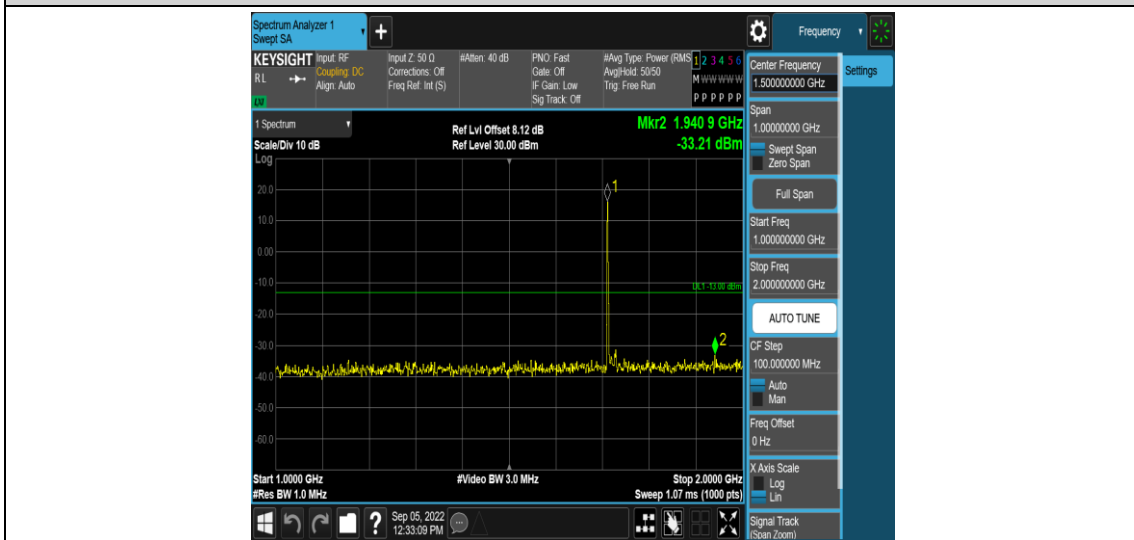 Spectrum Analyzer 1
Swept SA
+
Frequency
KEYSIGHT
RL
LXI
Input: RF
Coupling: DC
Align: Auto
Input Z: 50 Ω
Corrections: Off
Freq Ref: Int (S)
#Atten: 40 dB
PNO: Fast
Gate: Off
IF Gain: Low
Sig Track: Off
#Avg Type: Power (RMS
Avg|Hold: 50/50
Trig: Free Run
1 2 3 4 5 6
M W W W W W
P P P P P P
Center Frequency
1.500000000 GHz
Settings
1 Spectrum
Scale/Div 10 dB
Ref Lvl Offset 8.12 dB
Ref Level 30.00 dBm
Mkr2 1.940 9 GHz
-33.21 dBm
Log
20.0
10.0
0.00
-10.0
-20.0
-30.0
-40.0
-50.0
-60.0
1
DL1 -13.00 dBm
2
Start 1.0000 GHz
#Res BW 1.0 MHz
#Video BW 3.0 MHz
Stop 2.0000 GHz
Sweep 1.07 ms (1000 pts)
Span
1.00000000 GHz
Swept Span
Zero Span
Full Span
Start Freq
1.000000000 GHz
Stop Freq
2.000000000 GHz
AUTO TUNE
CF Step
100.000000 MHz
Auto
Man
Freq Offset
0 Hz
X Axis Scale
Log
Lin
Signal Track
(Span Zoom)
?
Sep 05, 2022
12:33:09 PM